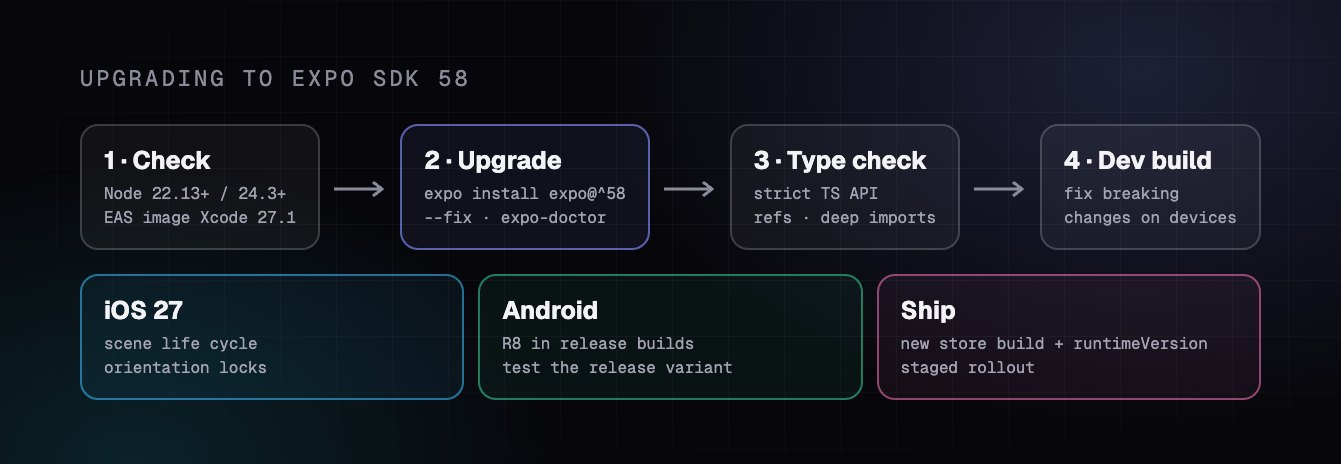 UPGRADING TO EXPO SDK 58
1 · Check
Node 22.13+ / 24.3+
EAS image Xcode 27.1
2 · Upgrade
expo install expo@^58
--fix · expo-doctor
3 · Type check
strict TS API
refs · deep imports
4 · Dev build
fix breaking
changes on devices
iOS 27
scene life cycle
orientation locks
Android
R8 in release builds
test the release variant
Ship
new store build + runtimeVersion
staged rollout